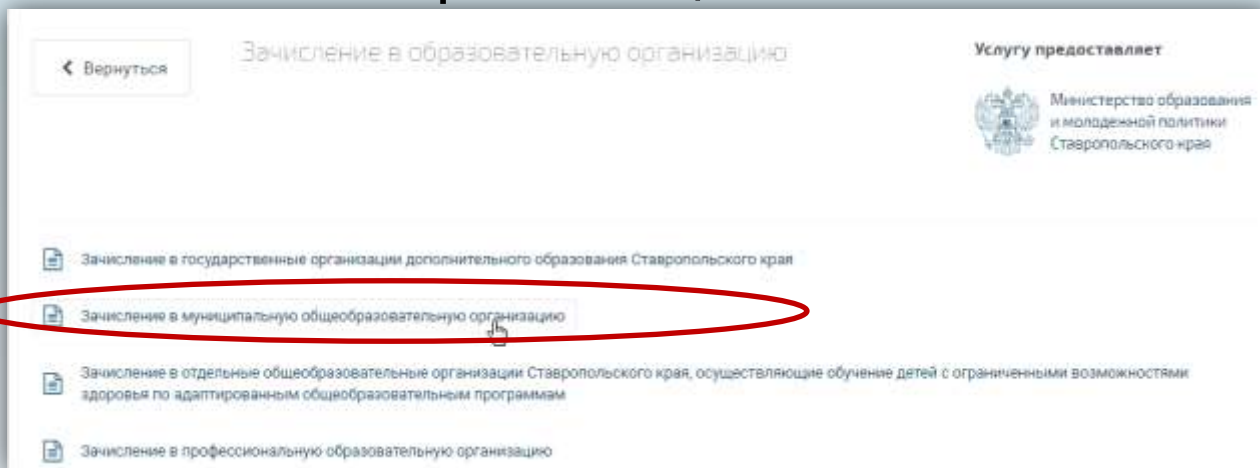 Вернуться
Зачисление в образовательную организацию
Услугу предоставляет
Министерство образования
и молодежной политики
Ставропольского края
Зачисление в государственные организации дополнительного образования Ставропольского края
Зачисление в муниципальную общеобразовательную организацию
Зачисление в отдельные общеобразовательные организации Ставропольского края, осуществляющие обучение детей с ограниченными возможностями
здоровья по адаптированным общеобразовательным программам
Зачисление в профессиональную образовательную организацию